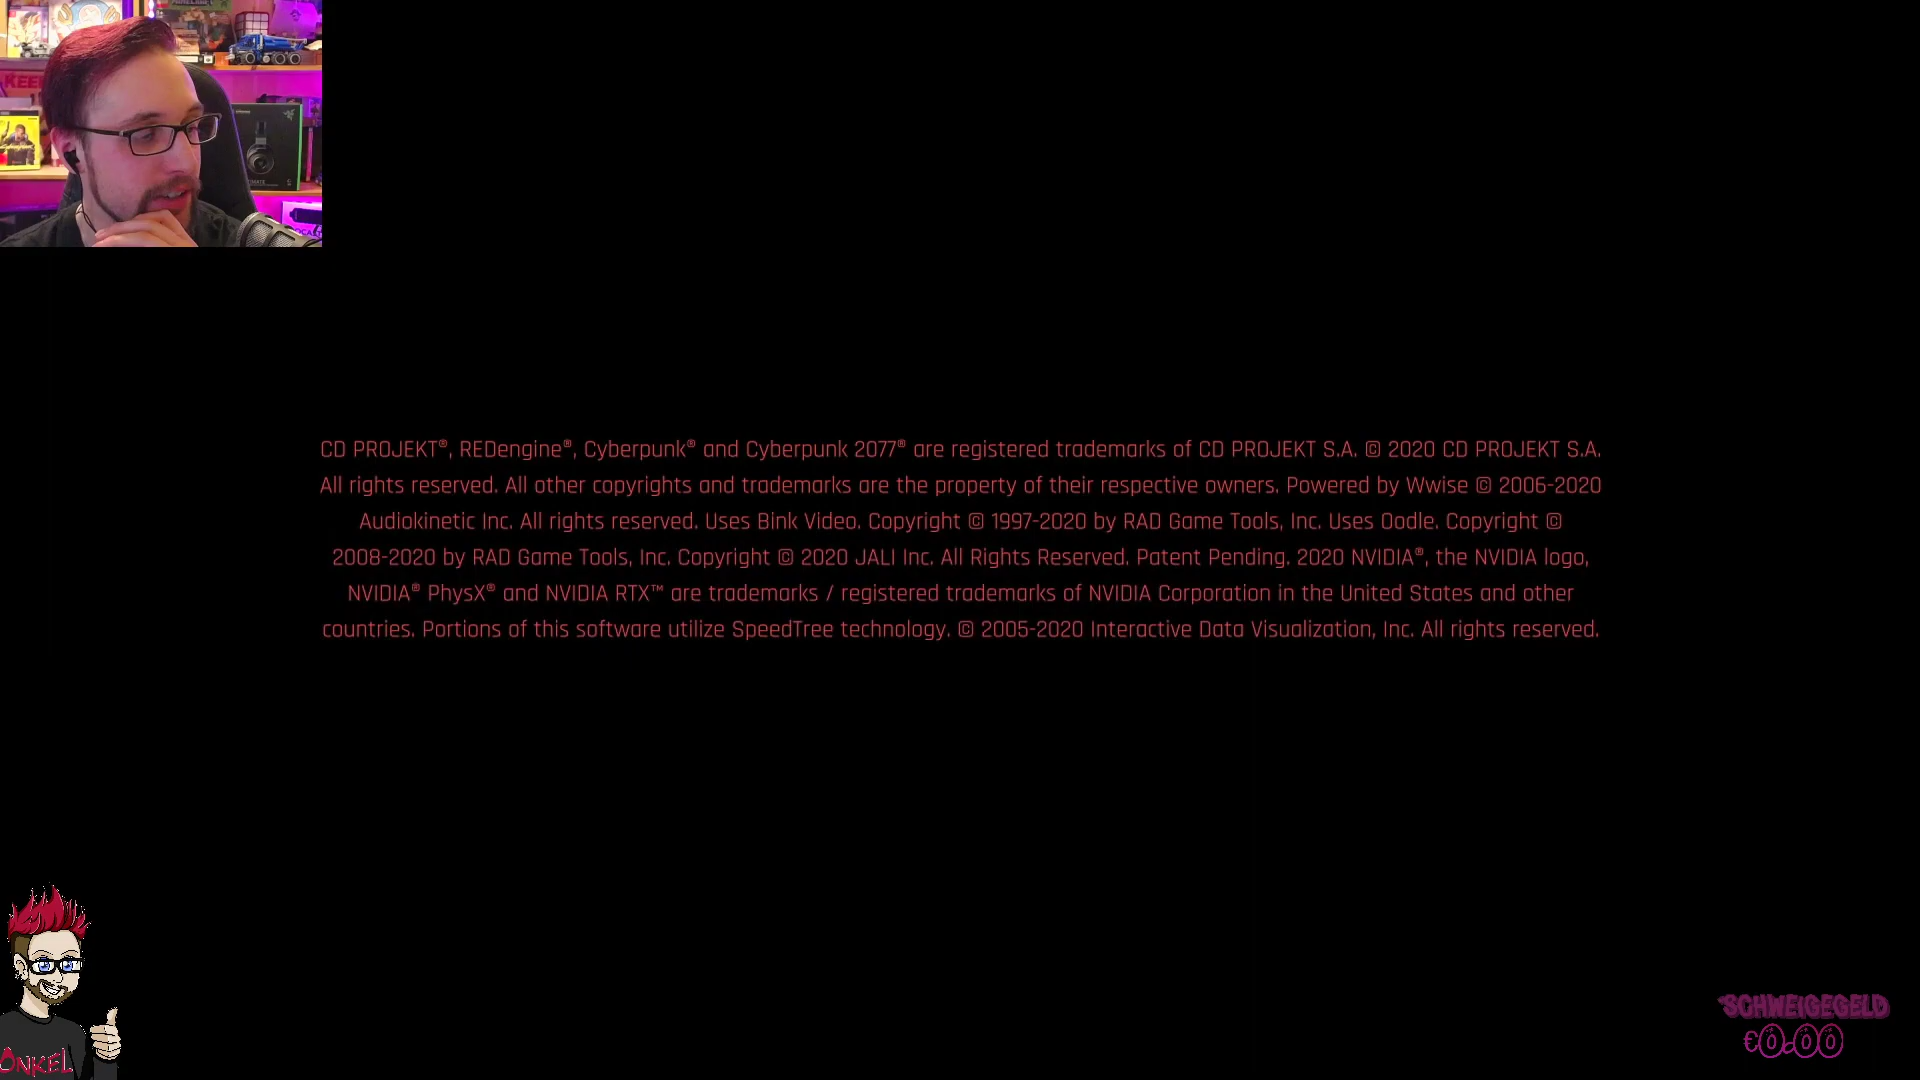 KEEP
CD PROJEKT®, REDengine®, Cyberpunk® and Cyberpunk 2077® are registered trademarks of CD PROJEKT S.A. © 2020 CD PROJEKT S.A.
All rights reserved. All other copyrights and trademarks are the property of their respective owners. Powered by Wwise © 2006-2020
Audiokinetic Inc. All rights reserved. Uses Bink Video. Copyright © 1997-2020 by RAD Game Tools, Inc. Uses Oodle. Copyright ©
2008-2020 by RAD Game Tools, Inc. Copyright © 2020 JALI Inc. All Rights Reserved. Patent Pending. 2020 NVIDIA®, the NVIDIA logo,
NVIDIA® PhysX® and NVIDIA RTX™ are trademarks / registered trademarks of NVIDIA Corporation in the United States and other
countries. Portions of this software utilize SpeedTree technology. © 2005-2020 Interactive Data Visualization, Inc. All rights reserved.
ONKEL
SCHWEIGEGELD
€0.00